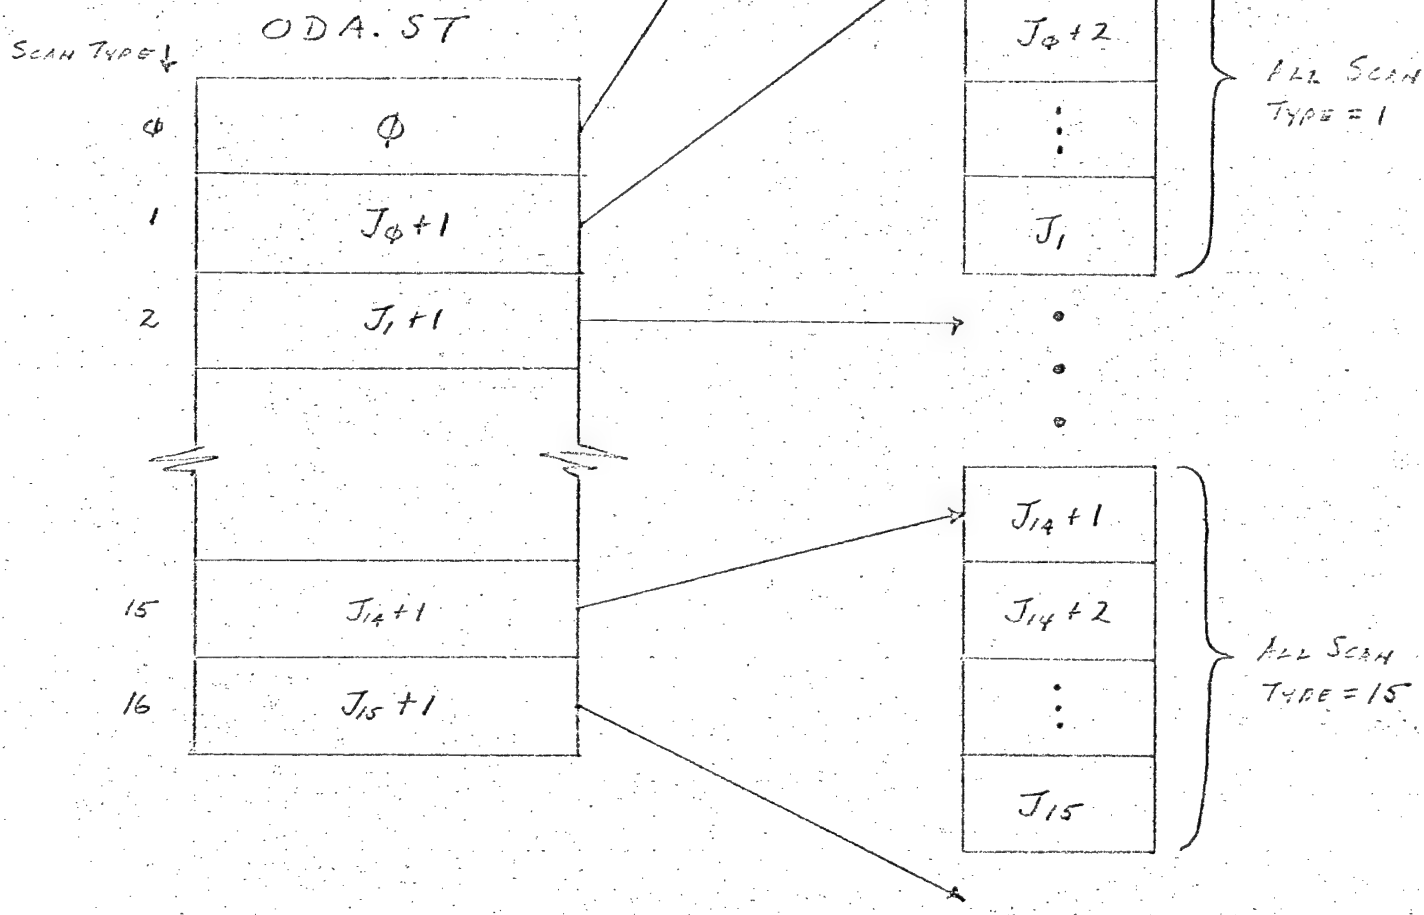 ODA.ST
SCAN TYPE ↓
φ
φ
1
Jφ+1
2
J1+1
15
J14+1
16
J15+1
Jφ+2
⋮
J1
ALL SCAN
TYPE = 1
•
•
•
J14+1
J14+2
⋮
J15
ALL SCAN
TYPE = 15